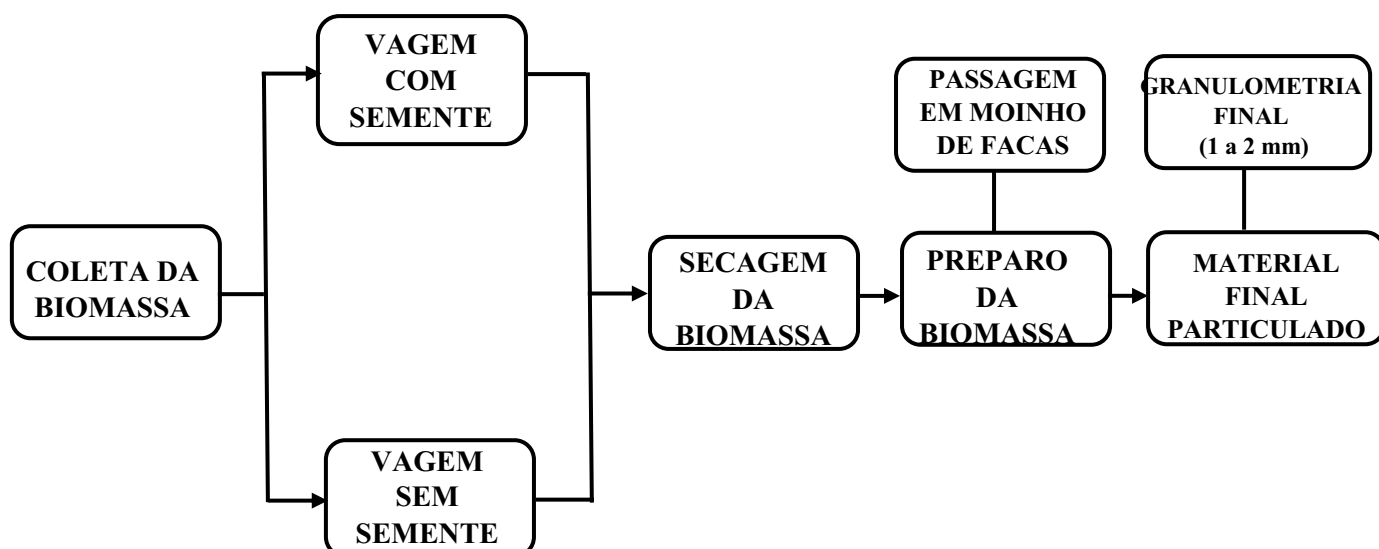 COLETA DA
BIOMASSA
VAGEM
COM
SEMENTE
VAGEM
SEM
SEMENTE
SECAGEM
DA
BIOMASSA
PASSAGEM
EM MOINHO
DE FACAS
PREPARO
DA
BIOMASSA
GRANULOMETRIA
FINAL
(1 a 2 mm)
MATERIAL
FINAL
PARTICULADO